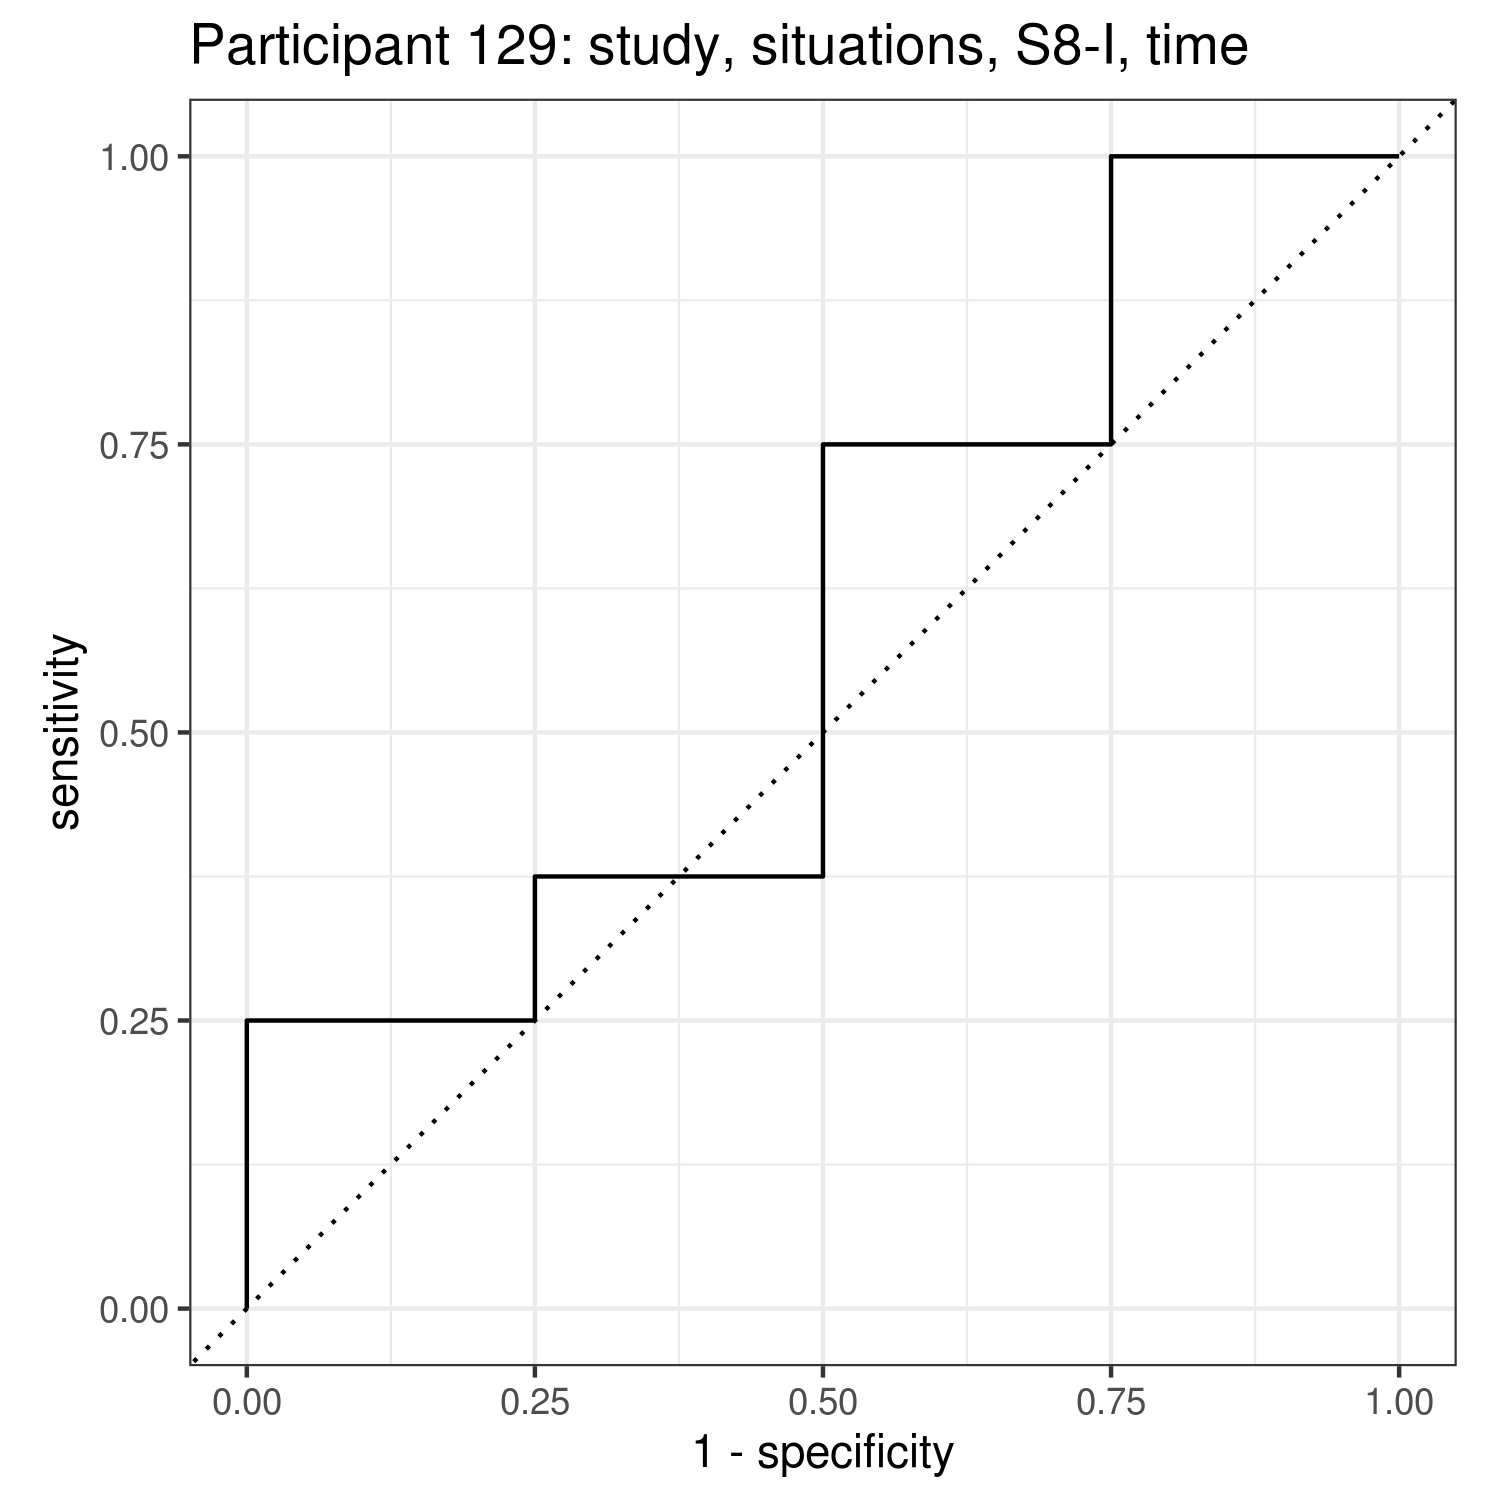 Participant 129: study, situations, S8-I, time
1.00
0.75
0.50
0.25
0.00
sensitivity
0.00 0.25 0.50 0.75 1.00
1 - specificity